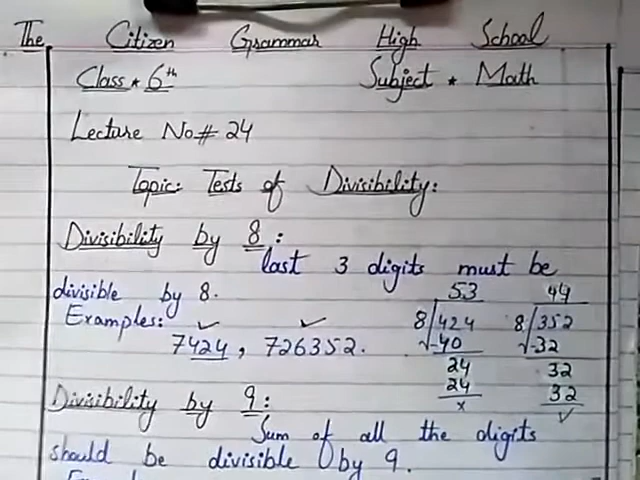 The Citizen Grammar High School
Class * 6th Subject * Math
Lecture No# 24
Topic: Tests of Divisibility:
Divisibility by 8:
last 3 digits must be
divisible by 8.
Examples:
7424, 726352.
53
8 424
-40
24
24
x
44
8 352
-32
32
32
Divisibility by 9:
Sum of all the digits
should be divisible by 9.